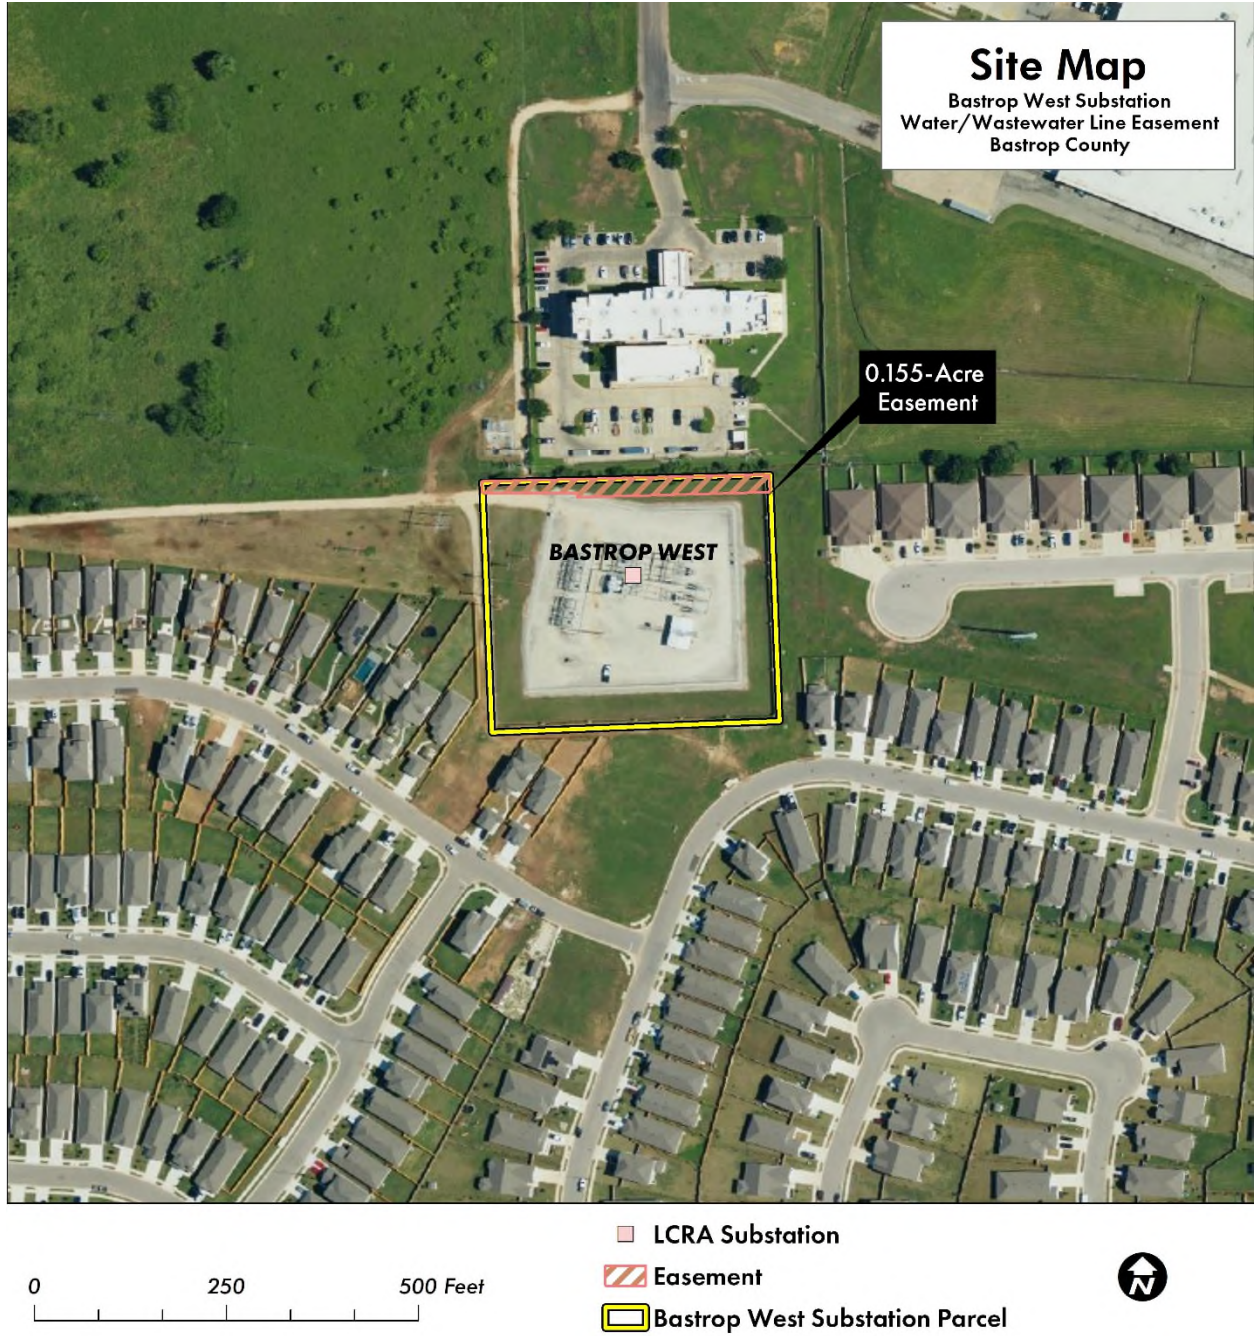 Site Map
Bastrop West Substation
Water/Wastewater Line Easement
Bastrop County
0.155-Acre
Easement
BASTROP WEST
LCRA Substation
Easement
Bastrop West Substation Parcel
0 250 500 Feet
N